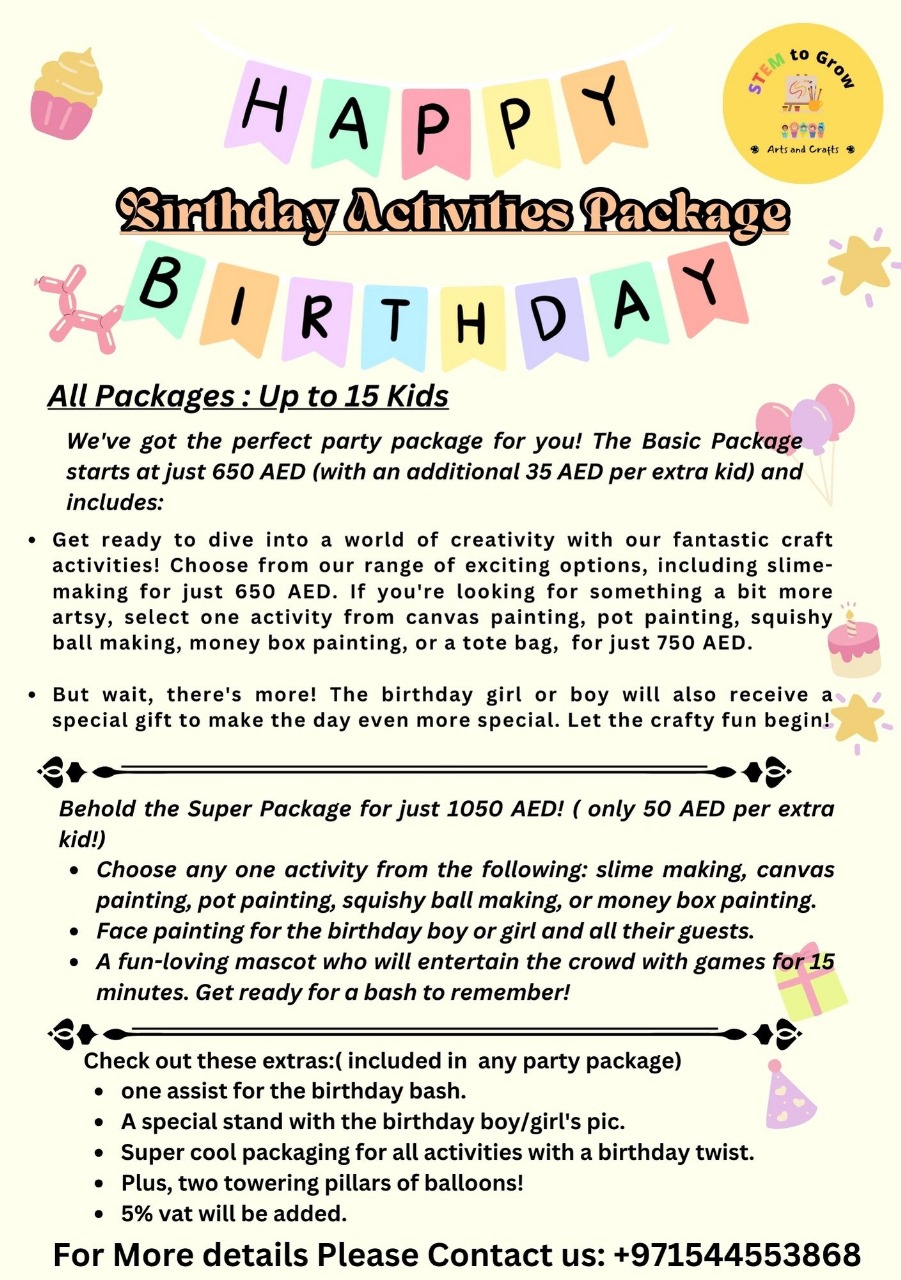 HAPPY
STEM to Grow
Arts and Crafts
Birthday Activities Package
BIRTHDAY
All Packages : Up to 15 Kids
We've got the perfect party package for you! The Basic Package
starts at just 650 AED (with an additional 35 AED per extra kid) and
includes:
• Get ready to dive into a world of creativity with our fantastic craft
activities! Choose from our range of exciting options, including slime-
making for just 650 AED. If you're looking for something a bit more
artsy, select one activity from canvas painting, pot painting, squishy
ball making, money box painting, or a tote bag,  for just 750 AED.
• But wait, there's more! The birthday girl or boy will also receive a
special gift to make the day even more special. Let the crafty fun begin!
Behold the Super Package for just 1050 AED! ( only 50 AED per extra
kid!)
• Choose any one activity from the following: slime making, canvas
painting, pot painting, squishy ball making, or money box painting.
• Face painting for the birthday boy or girl and all their guests.
• A fun-loving mascot who will entertain the crowd with games for 15
minutes. Get ready for a bash to remember!
Check out these extras:( included in  any party package)
• one assist for the birthday bash.
• A special stand with the birthday boy/girl's pic.
• Super cool packaging for all activities with a birthday twist.
• Plus, two towering pillars of balloons!
• 5% vat will be added.
For More details Please Contact us: +971544553868